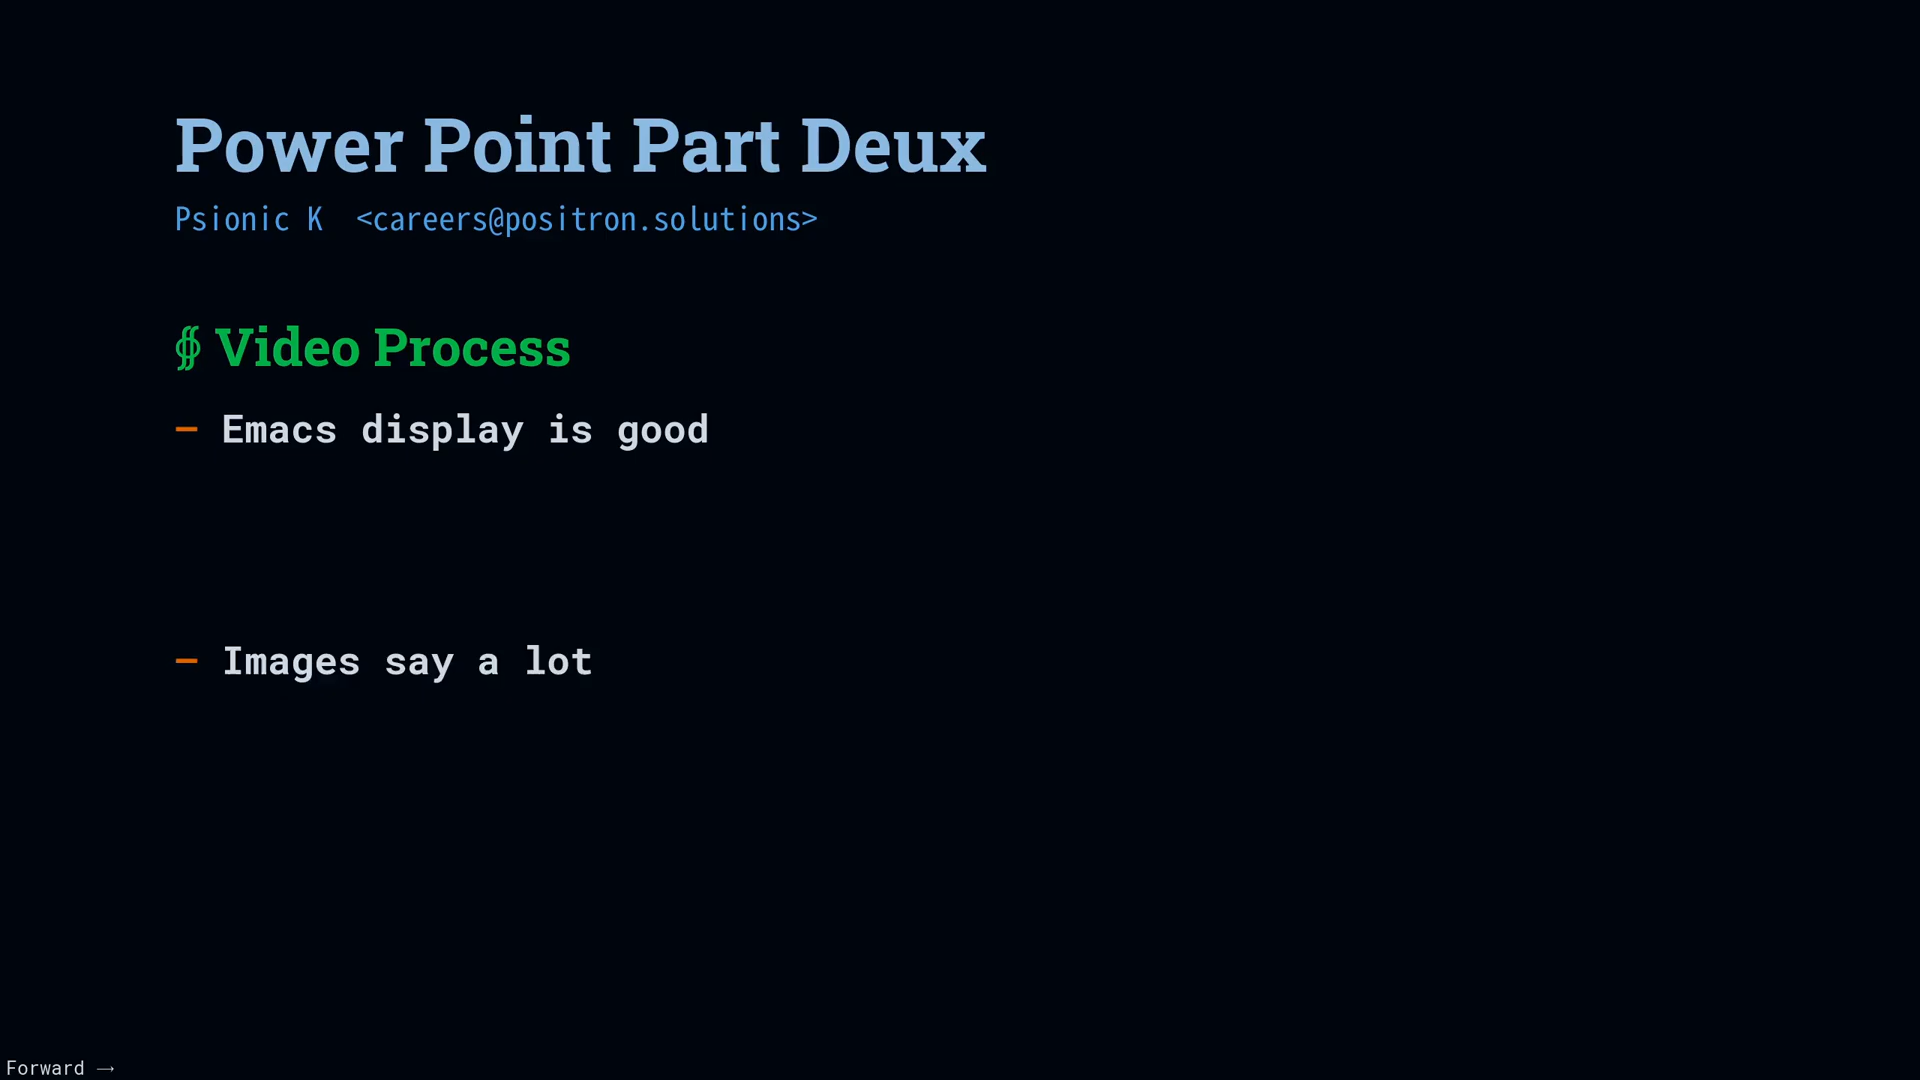 Power Point Part Deux
Psionic K <careers@positron.solutions>
∯ Video Process
— Emacs display is good
— Images say a lot
Forward →